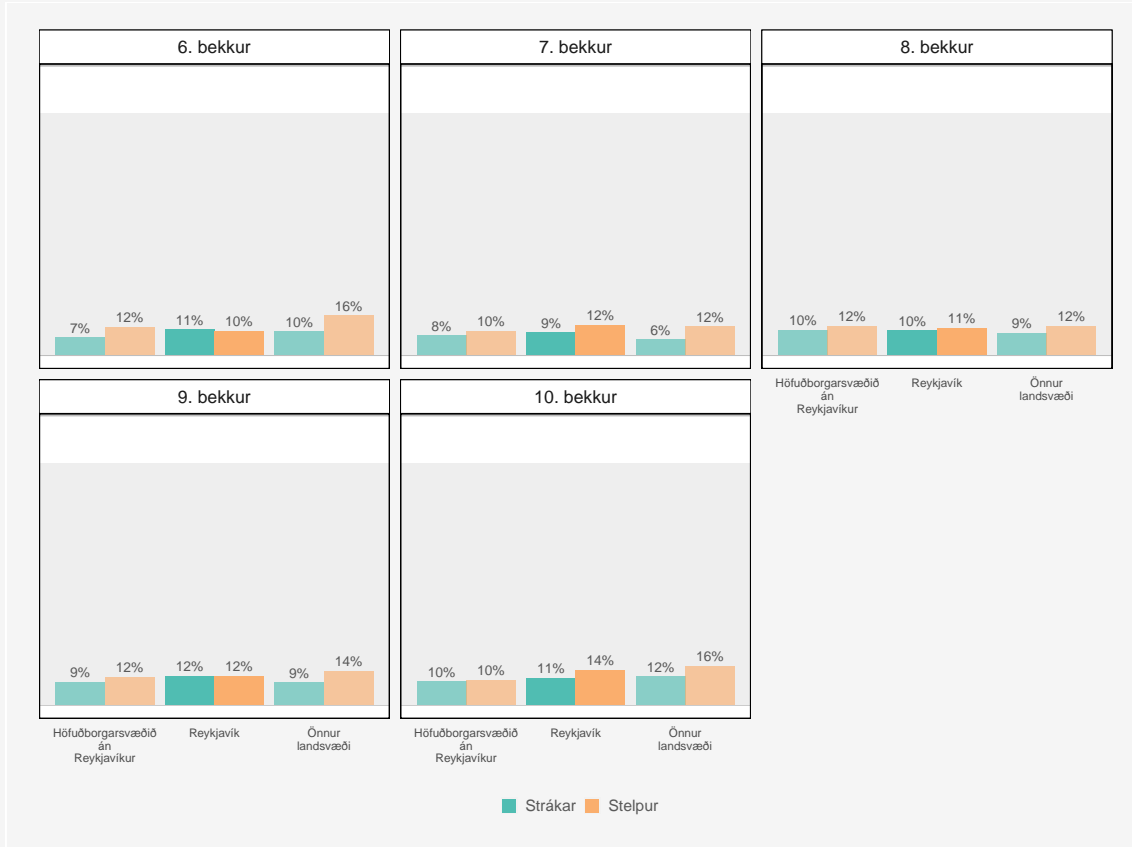 6. bekkur
7. bekkur
8. bekkur
7% 12% 11% 10% 10% 16%
8% 10% 9% 12% 6% 12%
10% 12% 10% 11% 9% 12%
Höfuðborgarsvæðið
án
Reykjavíkur
Reykjavík
Önnur
landsvæði
9. bekkur
10. bekkur
9% 12% 12% 12% 9% 14%
10% 10% 11% 14% 12% 16%
Höfuðborgarsvæðið
án
Reykjavíkur
Reykjavík
Önnur
landsvæði
Höfuðborgarsvæðið
án
Reykjavíkur
Reykjavík
Önnur
landsvæði
Strákar Stelpur